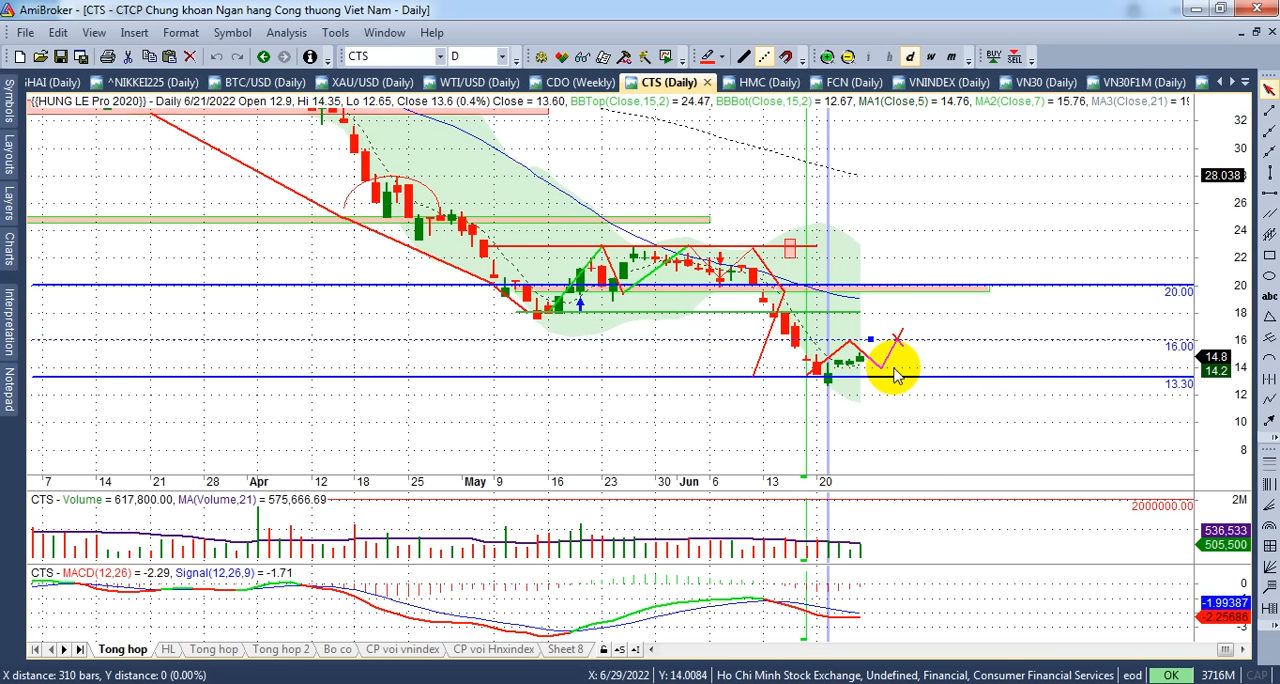 AmiBroker - [CTS - CTCP Chung khoan Ngan hang Cong thuong Viet Nam - Daily]
File Edit View Insert Format Symbol Analysis Tools Window Help
CTS D i h d w m BUY SELL
iHAI (Daily) ^NIKKEI225 (Daily) BTC/USD (Daily) XAU/USD (Daily) WTI/USD (Daily) CDO (Weekly) CTS (Daily) HMC (Daily) FCN (Daily) VNINDEX (Daily) VN30 (Daily) VN30F1M (Daily)
{{HUNG LE Pro 2020}} - Daily 6/21/2022 Open 12.9, Hi 14.35, Lo 12.65, Close 13.6 (0.4%) Close = 13.60, BBTop(Close,15,2) = 24.47, BBBot(Close,15,2) = 12.67, MA1(Close,5) = 14.76, MA2(Close,7) = 15.76, MA3(Close,21) = 19
Symbols
Layouts
Layers
Charts
Interpretation
Notepad
abc
32
30
28.038
26
24
22
20
20.00
18
16
16.00
14.8
14
14.2
13.30
12
10
8
7 14 21 28 Apr 12 18 25 May 9 16 23 30 Jun 6 13 20
CTS - Volume = 617,800.00, MA(Volume,21) = 575,666.69
2M
2000000.00
536,533
505,500
CTS - MACD(12,26) = -2.29, Signal(12,26,9) = -1.71
0
-1.99387
-2.25686
-3
Tong hop HL Tong hop Tong hop 2 Bo co CP voi vnindex CP voi Hnxindex Sheet 8
X distance: 310 bars, Y distance: 0 (0.00%) X: 6/29/2022 Y: 14.0084 Ho Chi Minh Stock Exchange, Undefined, Financial, Consumer Financial Services eod OK 3716M CAP